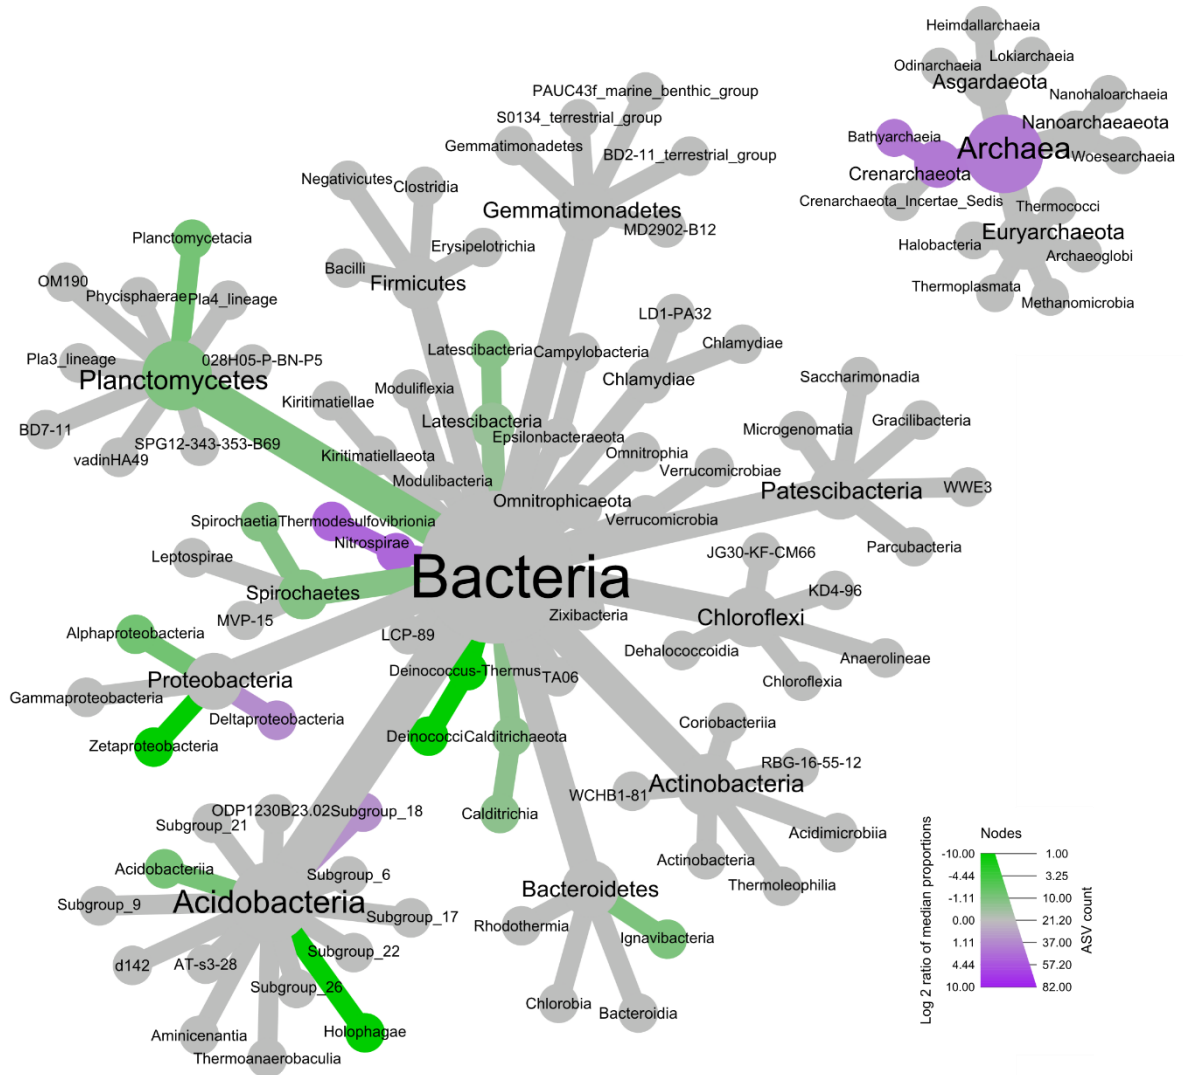 Heimdallarchaeia
Lokiarchaeia
Odinarchaeia
Asgardaeota
Nanohaloarchaeia
Nanoarchaeaeota
Bathyarchaeia
Archaea
Woesearchaeia
Crenarchaeota
Crenarchaeota_Incertae_Sedis
Thermococci
Euryarchaeota
Halobacteria
Archaeoglobi
Thermoplasmata
Methanomicrobia
PAUC43f_marine_benthic_group
S0134_terrestrial_group
Gemmatimonadetes
BD2-11_terrestrial_group
Gemmatimonadetes
MD2902-B12
Negativicutes
Clostridia
Erysipelotrichia
Bacilli
Firmicutes
Planctomycetacia
OM190
Phycisphaerae
Pla4_lineage
Pla3_lineage
028H05-P-BN-P5
Planctomycetes
BD7-11
SPG12-343-353-B69
vadinHA49
LD1-PA32
Latescibacteria
Campylobacteria
Chlamydiae
Chlamydiae
Moduliflexia
Kiritimatiellae
Latescibacteria
Epsilonbacteraeota
Kiritimatiellaeota
Omnitrophia
Modulibacteria
Verrucomicrobiae
Omnitrophicaeota
Verrucomicrobia
Saccharimonadia
Gracilibacteria
Microgenomatia
Patescibacteria
WWE3
Parcubacteria
Spirochaetia
Thermodesulfovibrionia
Nitrospirae
Leptospirae
Bacteria
Spirochaetes
MVP-15
Zixibacteria
LCP-89
JG30-KF-CM66
KD4-96
Chloroflexi
Dehalococcoidia
Anaerolineae
Chloroflexia
Alphaproteobacteria
Proteobacteria
Gammaproteobacteria
Deltaproteobacteria
Zetaproteobacteria
Deinococcus-Thermus
TA06
Deinococci
Calditrichaeota
Calditrichia
Coriobacteriia
RBG-16-55-12
Actinobacteria
WCHB1-81
Acidimicrobiia
Actinobacteria
Thermoleophilia
ODP1230B23.02
Subgroup_18
Subgroup_21
Acidobacteriia
Subgroup_6
Subgroup_9
Acidobacteria
Subgroup_17
Subgroup_22
d142
AT-s3-28
Subgroup_26
Aminicenantia
Holophagae
Thermoanaerobaculia
Bacteroidetes
Rhodothermia
Ignavibacteria
Chlorobia
Bacteroidia
Nodes
-10.00 1.00
-4.44 3.25
-1.11 10.00
0.00 21.20
1.11 37.00
4.44 57.20
10.00 82.00
Log 2 ratio of median proportions
ASV count